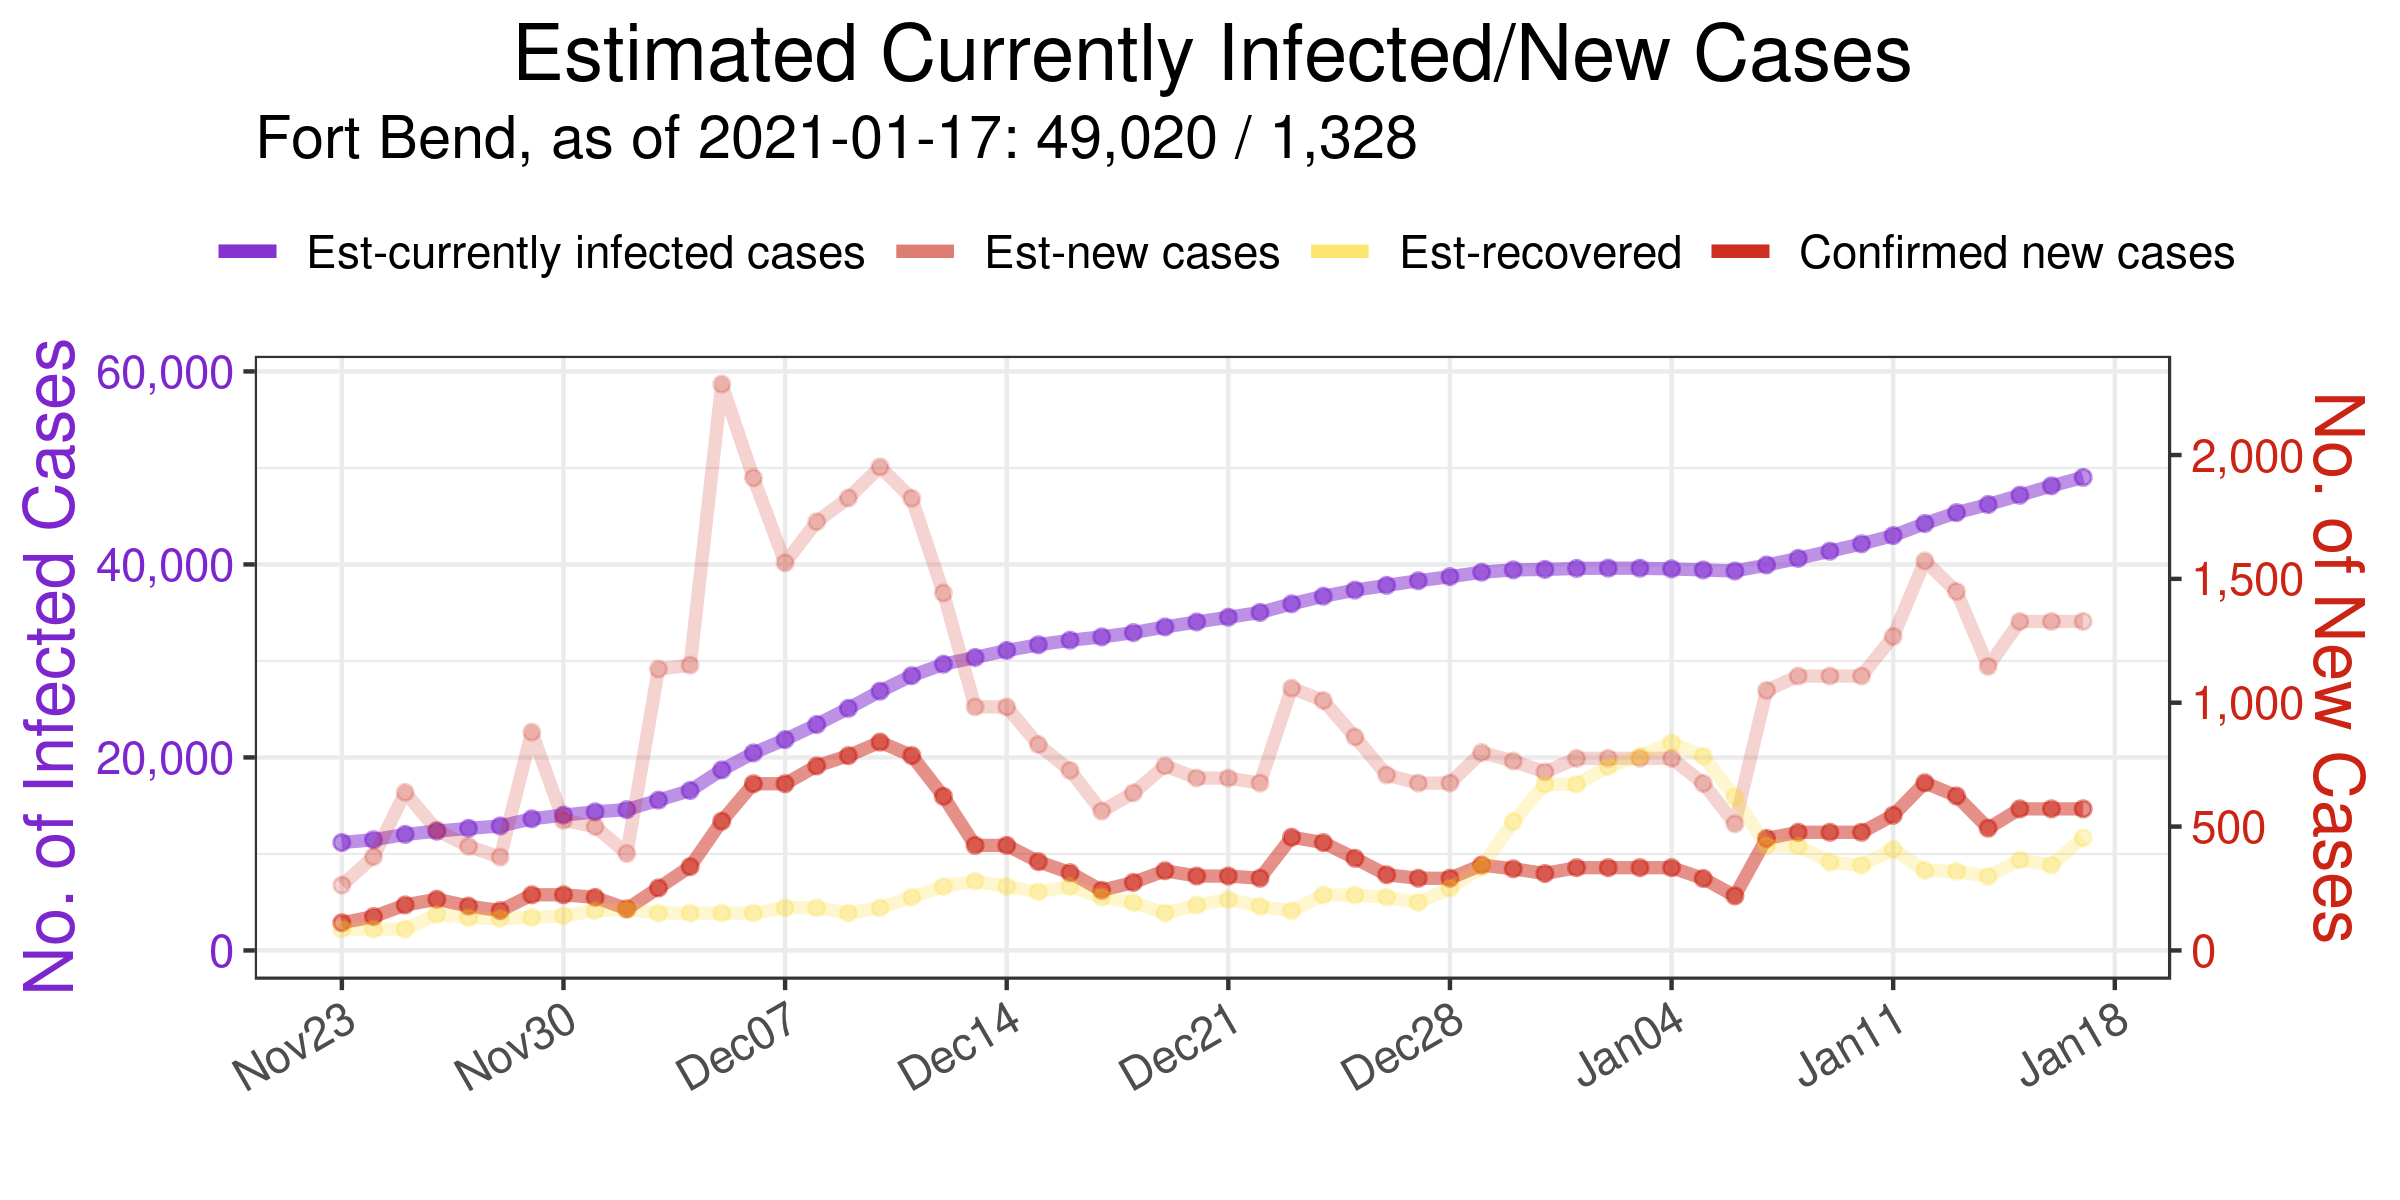 Estimated Currently Infected/New Cases
Fort Bend, as of 2021-01-17: 49,020 / 1,328
Est-currently infected cases
Est-new cases
Est-recovered
Confirmed new cases
No. of Infected Cases
60,000
40,000
20,000
0
2,000
1,500
1,000
500
0
No. of New Cases
Nov23
Nov30
Dec07
Dec14
Dec21
Dec28
Jan04
Jan11
Jan18